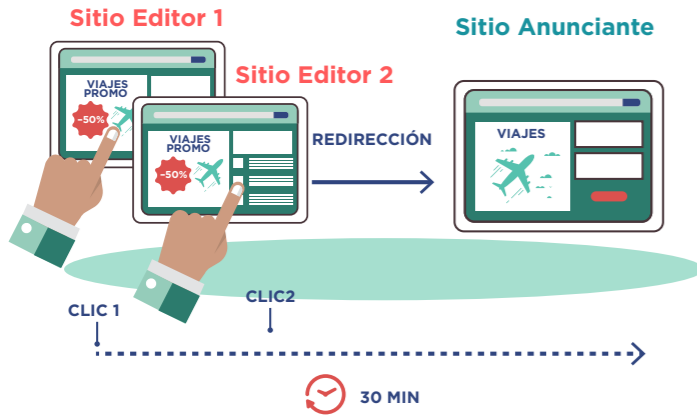 Sitio Editor 1
Sitio Anunciante
Sitio Editor 2
VIAJES
PROMO
-50%
VIAJES
PROMO
-50%
REDIRECCIÓN
VIAJES
CLIC 1
CLIC2
30 MIN